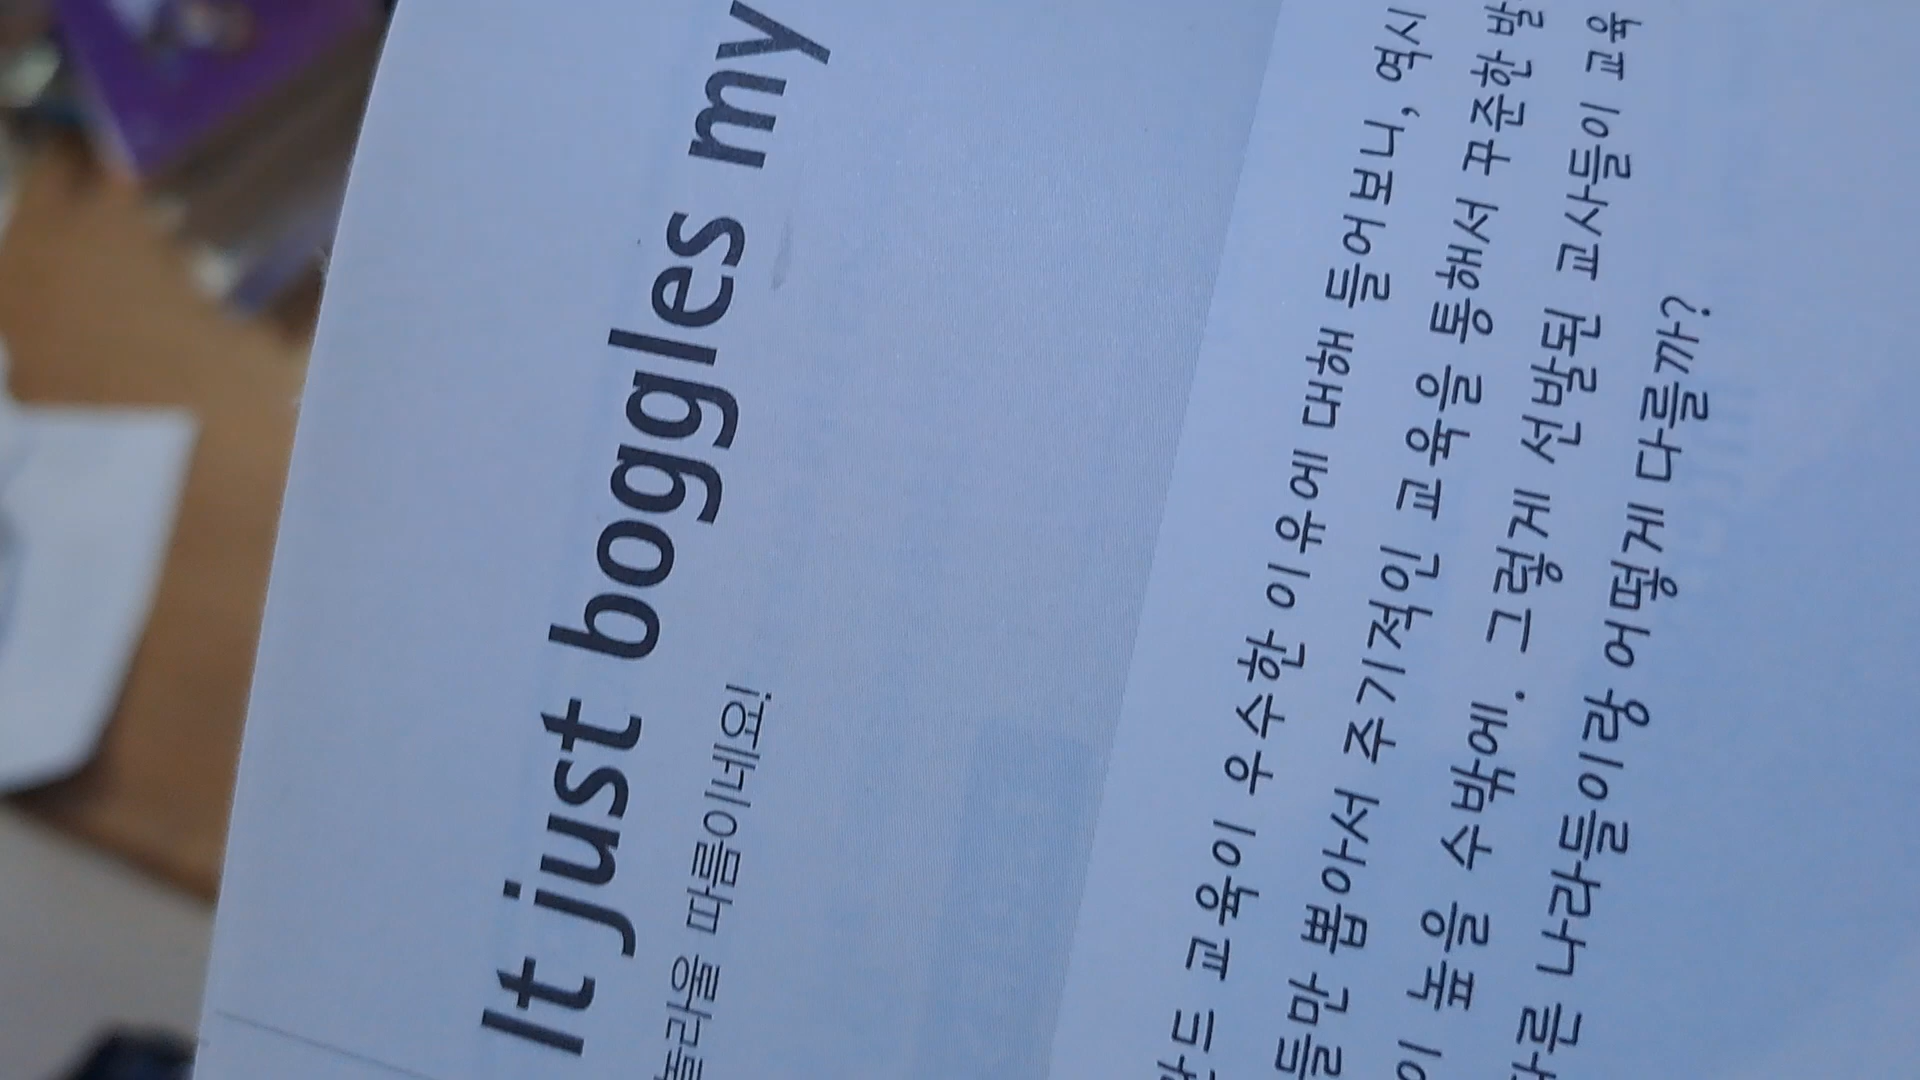 It just boggles my
놀라울 따름이네요!
교육이 우수한 이유에 대해 들어보니, 역시
들만 뽑아서 주기적인 교육을 통해서 꾸준한 발
이 높을 수밖에. 그렇게 선발된 교사들이 교육
다른 나라들이랑 어떻게 다를까?